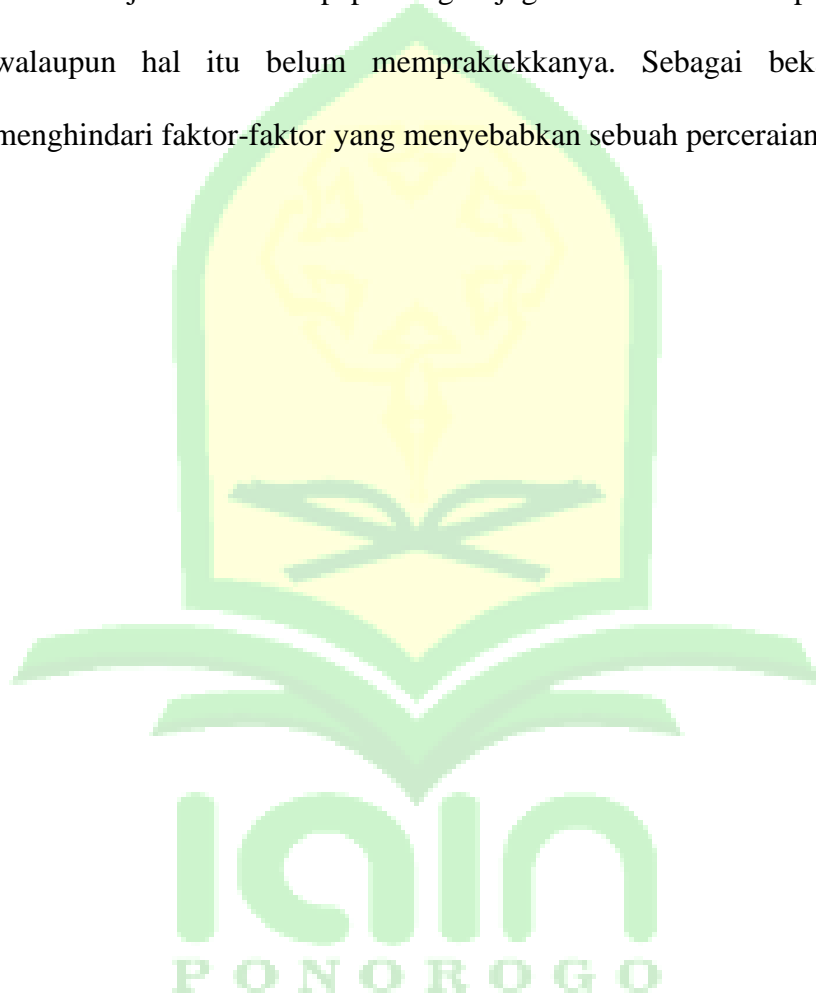 walaupun hal itu belum mempraktekkanya. Sebagai bek
menghindari faktor-faktor yang menyebabkan sebuah perceraian
IAIN
PONOROGO